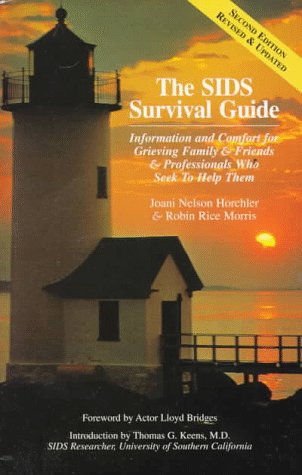 Second Edition
Revised & Updated
The SIDS
Survival Guide
Information and Comfort for
Grieving Family & Friends
& Professionals Who
Seek To Help Them
Joani Nelson Horchler
& Robin Rice Morris
Foreword by Actor Lloyd Bridges
Introduction by Thomas G. Keens, M.D.
SIDS Researcher, University of Southern California